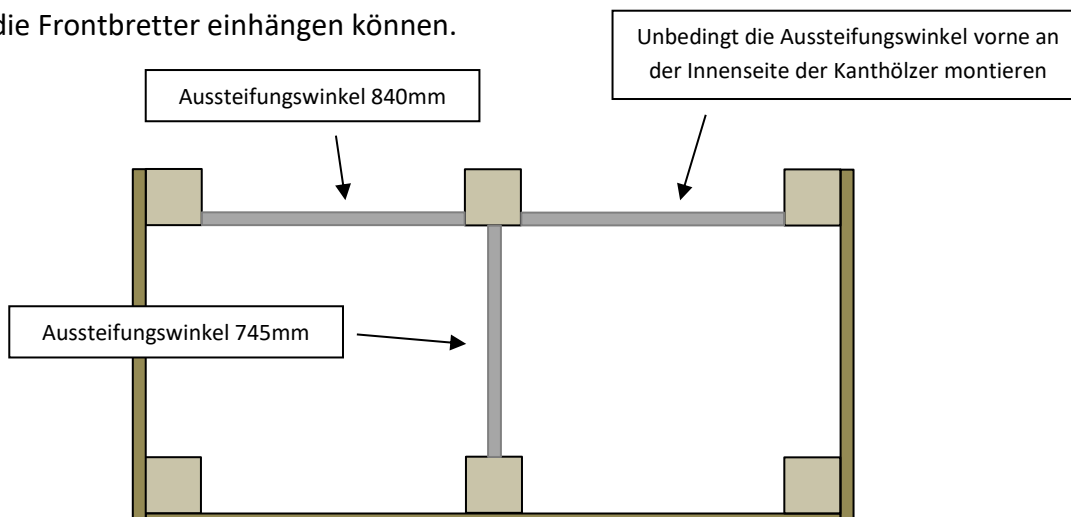 die Frontbretter einhängen können.
Unbedingt die Aussteifungswinkel vorne an
der Innenseite der Kanthölzer montieren
Aussteifungswinkel 840mm
Aussteifungswinkel 745mm